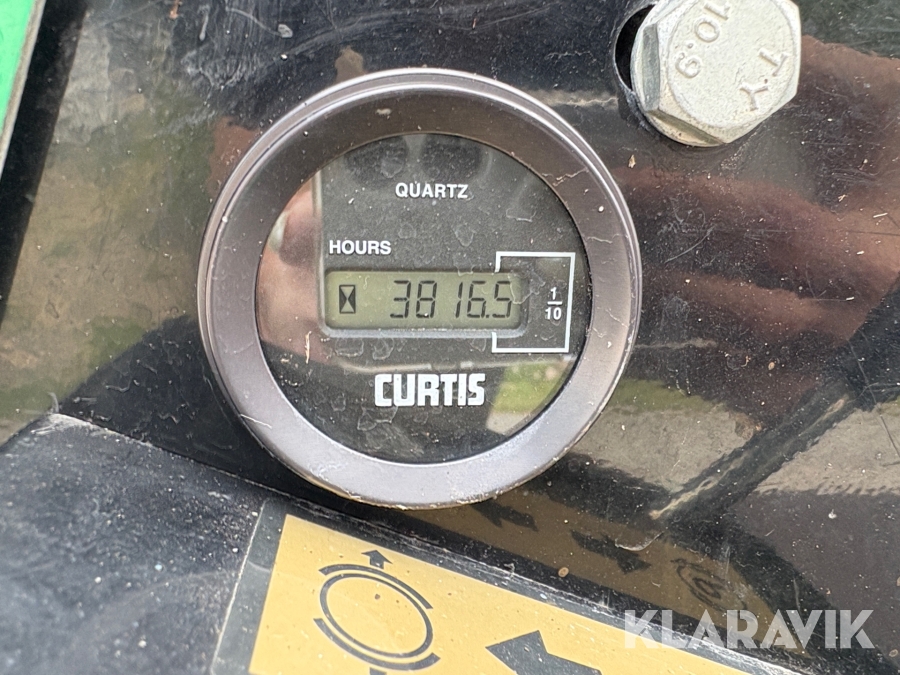 T.Y
10.9
QUARTZ
HOURS
3816.5
1
10
CURTIS
KLARAVIK